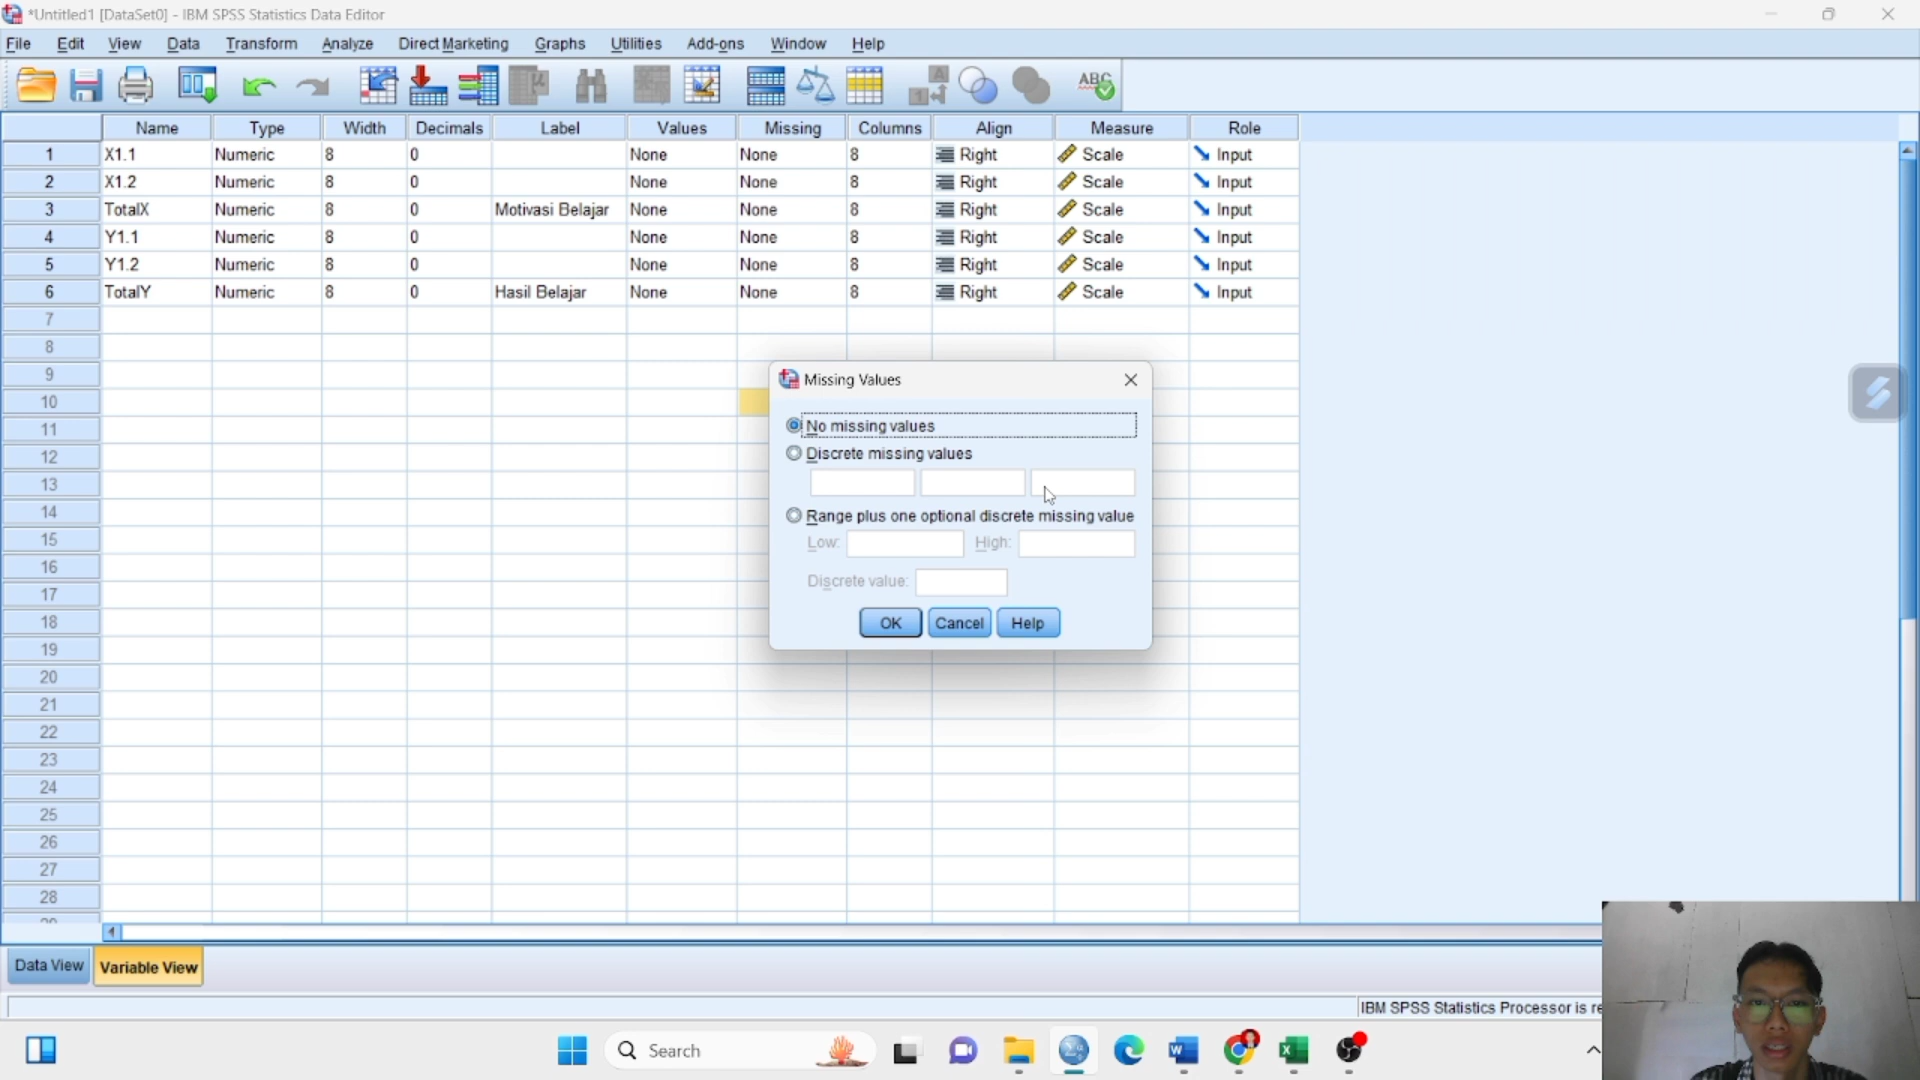 *Untitled1 [DataSet0] - IBM SPSS Statistics Data Editor
File Edit View Data Transform Analyze Direct Marketing Graphs Utilities Add-ons Window Help
Name Type Width Decimals Label Values Missing Columns Align Measure Role
1 X1.1 Numeric 8 0 None None 8 Right Scale Input
2 X1.2 Numeric 8 0 None None 8 Right Scale Input
3 TotalX Numeric 8 0 Motivasi Belajar None None 8 Right Scale Input
4 Y1.1 Numeric 8 0 None None 8 Right Scale Input
5 Y1.2 Numeric 8 0 None None 8 Right Scale Input
6 TotalY Numeric 8 0 Hasil Belajar None None 8 Right Scale Input
7
8
9
10
11
12
13
14
15
16
17
18
19
20
21
22
23
24
25
26
27
28
Missing Values
No missing values
Discrete missing values
Range plus one optional discrete missing value
Low: High:
Discrete value:
OK Cancel Help
Data View Variable View
IBM SPSS Statistics Processor is
Search